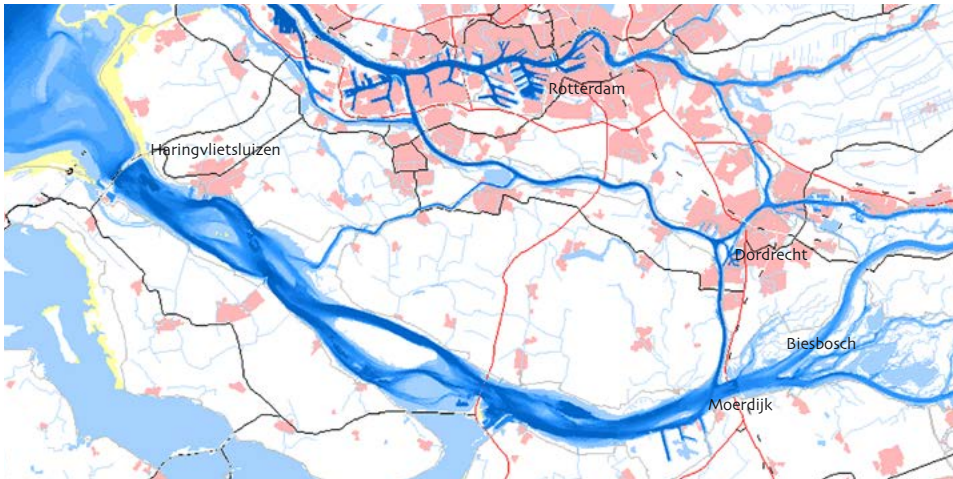 Rotterdam
Haringvlietsluizen
Dordrecht
Biesbosch
Moerdijk